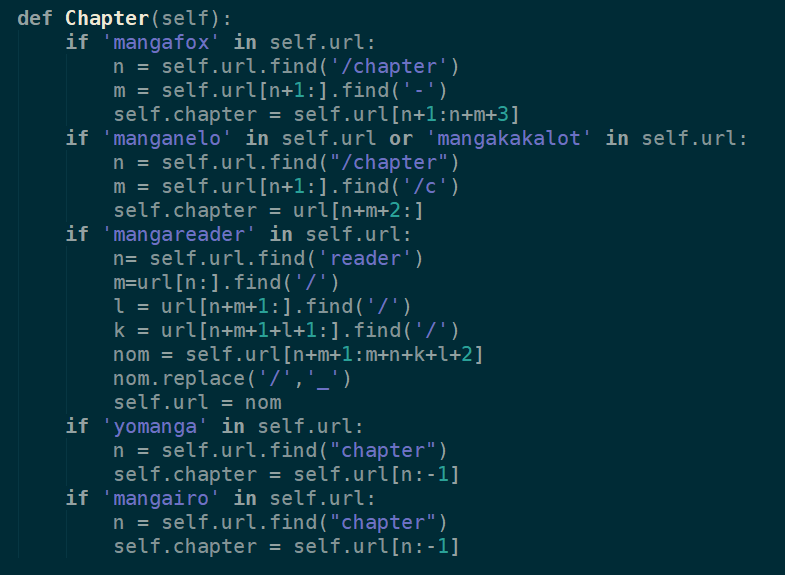 def Chapter(self):
    if 'mangafox' in self.url:
        n = self.url.find('/chapter')
        m = self.url[n+1:].find('-')
        self.chapter = self.url[n+1:n+m+3]
    if 'manganelo' in self.url or 'mangakakalot' in self.url:
        n = self.url.find("/chapter")
        m = self.url[n+1:].find('/c')
        self.chapter = url[n+m+2:]
    if 'mangareader' in self.url:
        n= self.url.find('reader')
        m=url[n:].find('/')
        l = url[n+m+1:].find('/')
        k = url[n+m+1+l+1:].find('/')
        nom = self.url[n+m+1:m+n+k+l+2]
        nom.replace('/','_')
        self.url = nom
    if 'yomanga' in self.url:
        n = self.url.find("chapter")
        self.chapter = self.url[n:-1]
    if 'mangairo' in self.url:
        n = self.url.find("chapter")
        self.chapter = self.url[n:-1]